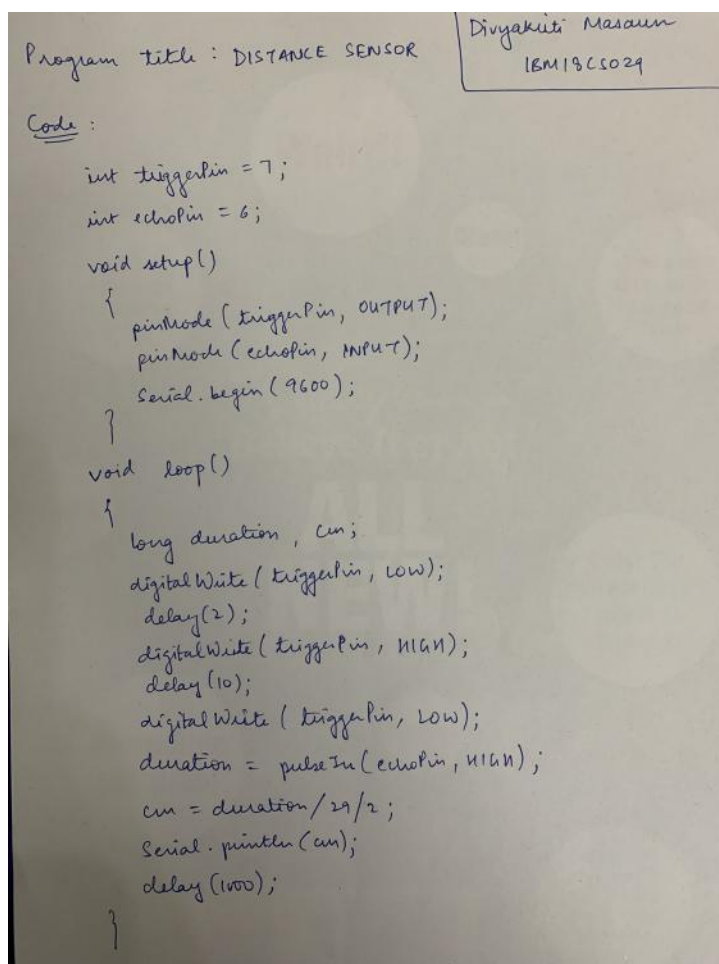 Program title : DISTANCE SENSOR
Divyakirti Masaun
1BM18CS029
Code :
int triggerPin = 7;
int echoPin = 6;
void setup()
{
pinMode (triggerPin, OUTPUT);
pinMode (echoPin, INPUT);
Serial.begin (9600);
}
void loop()
{
long duration, cm;
digitalWrite (triggerPin, LOW);
delay(2);
digitalWrite (triggerPin, HIGH);
delay (10);
digitalWrite (triggerPin, LOW);
duration = pulseIn (echoPin, HIGH);
cm = duration/29/2;
Serial.println (cm);
delay (1000);
}